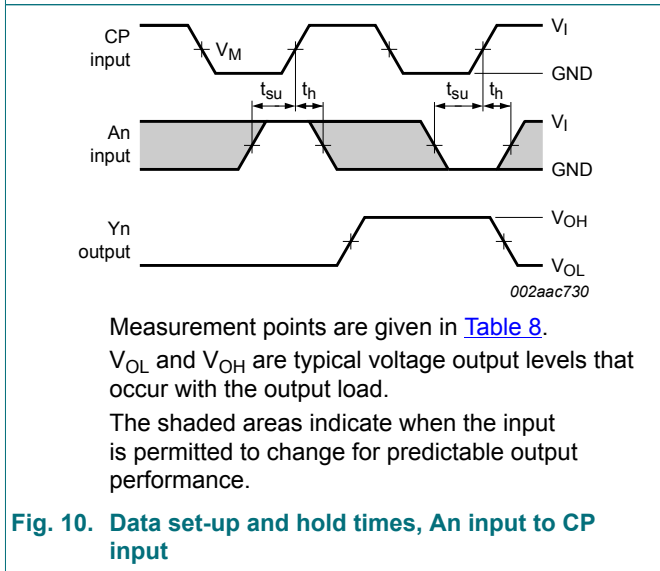 CP
input
V_M
V_I
GND
t_su t_h t_su t_h
An
input
V_I
GND
Yn
output
V_OH
V_OL
002aac730
Measurement points are given in Table 8.
V_OL and V_OH are typical voltage output levels that
occur with the output load.
The shaded areas indicate when the input
is permitted to change for predictable output
performance.
Fig. 10. Data set-up and hold times, An input to CP
input